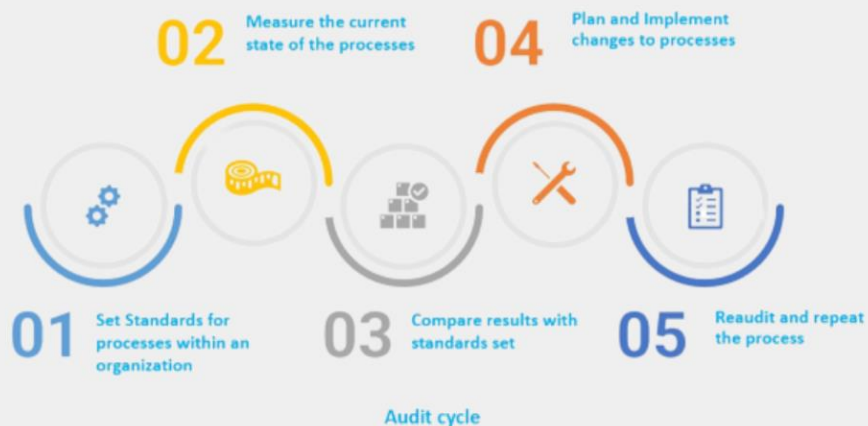 02
Measure the current
state of the processes
04
Plan and Implement
changes to processes
01
Set Standards for
processes within an
organization
03
Compare results with
standards set
05
Reaudit and repeat
the process
Audit cycle